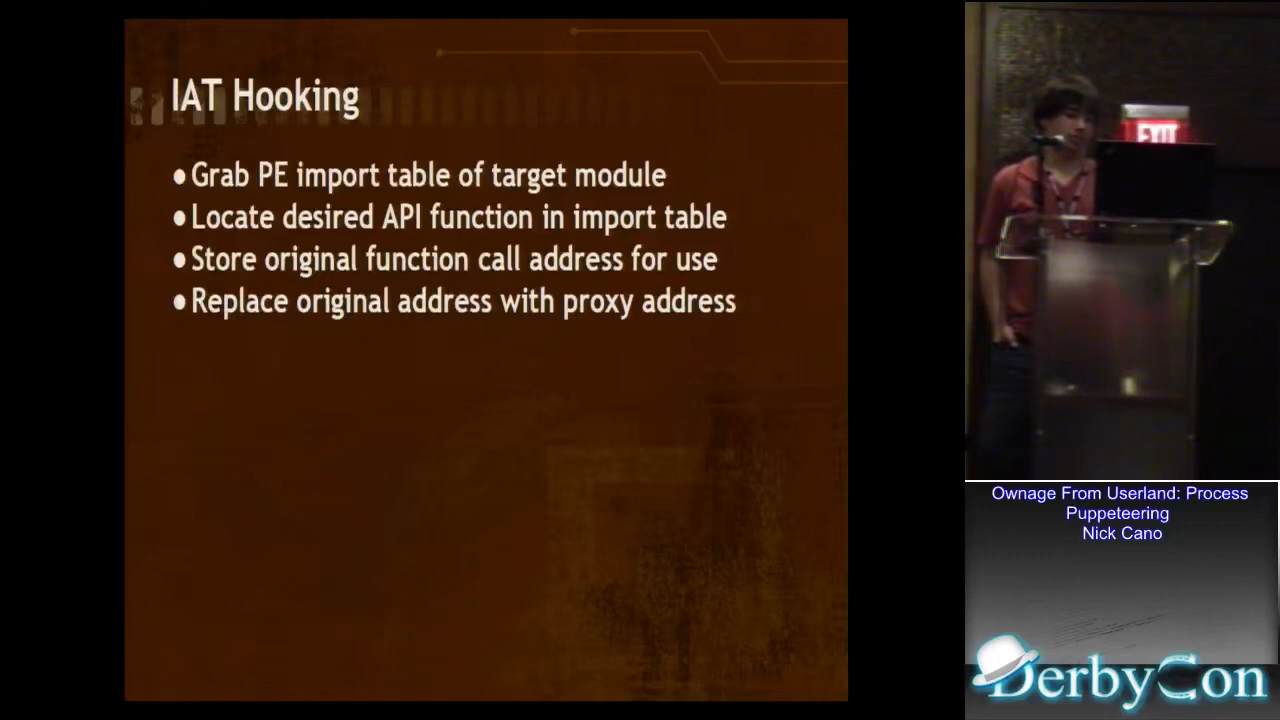 IAT Hooking
•Grab PE import table of target module
•Locate desired API function in import table
•Store original function call address for use
•Replace original address with proxy address
EXIT
Ownage From Userland: Process
Puppeteering
Nick Cano
DerbyCon